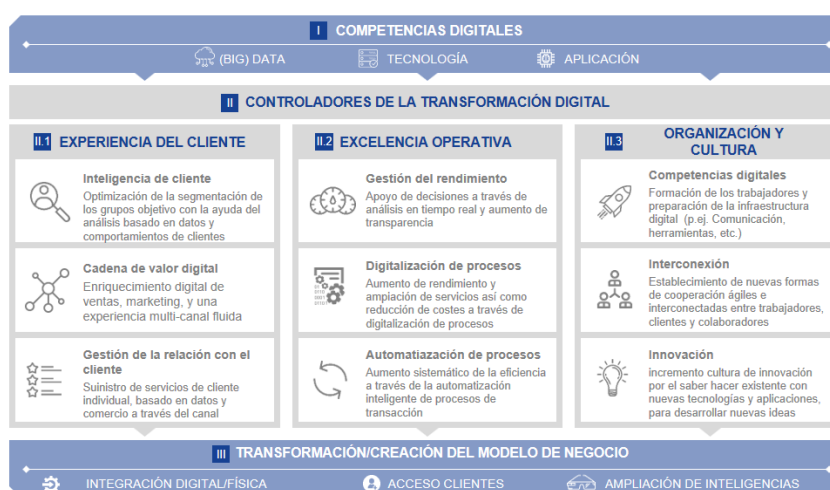 I COMPETENCIAS DIGITALES
(BIG) DATA
TECNOLOGÍA
APLICACIÓN
II CONTROLADORES DE LA TRANSFORMACIÓN DIGITAL
II.1 EXPERIENCIA DEL CLIENTE
Inteligencia de cliente
Optimización de la segmentación de
los grupos objetivo con la ayuda del
análisis basado en datos y
comportamientos de clientes
Cadena de valor digital
Enriquecimiento digital de
ventas, marketing, y una
experiencia multi-canal fluida
Gestión de la relación con el
cliente
Suinistro de servicios de cliente
individual, basado en datos y
comercio a través del canal
II.2 EXCELENCIA OPERATIVA
Gestión del rendimiento
Apoyo de decisiones a través de
análisis en tiempo real y aumento de
transparencia
Digitalización de procesos
Aumento de rendimiento y
ampliación de servicios así como
reducción de costes a través de
digitalización de procesos
Automatiazación de procesos
Aumento sistemático de la eficiencia
a través de la automatización
inteligente de procesos de
transacción
II.3 ORGANIZACIÓN Y
CULTURA
Competencias digitales
Formación de los trabajadores y
preparación de la infraestructura
digital (p.ej. Comunicación,
herramientas, etc.)
Interconexión
Establecimiento de nuevas formas
de cooperación ágiles e
interconectadas entre trabajadores,
clientes y colaboradores
Innovación
incremento cultura de innovación
por el saber hacer existente con
nuevas tecnologías y aplicaciones,
para desarrollar nuevas ideas
III TRANSFORMACIÓN/CREACIÓN DEL MODELO DE NEGOCIO
INTEGRACIÓN DIGITAL/FÍSICA
ACCESO CLIENTES
AMPLIACIÓN DE INTELIGENCIAS